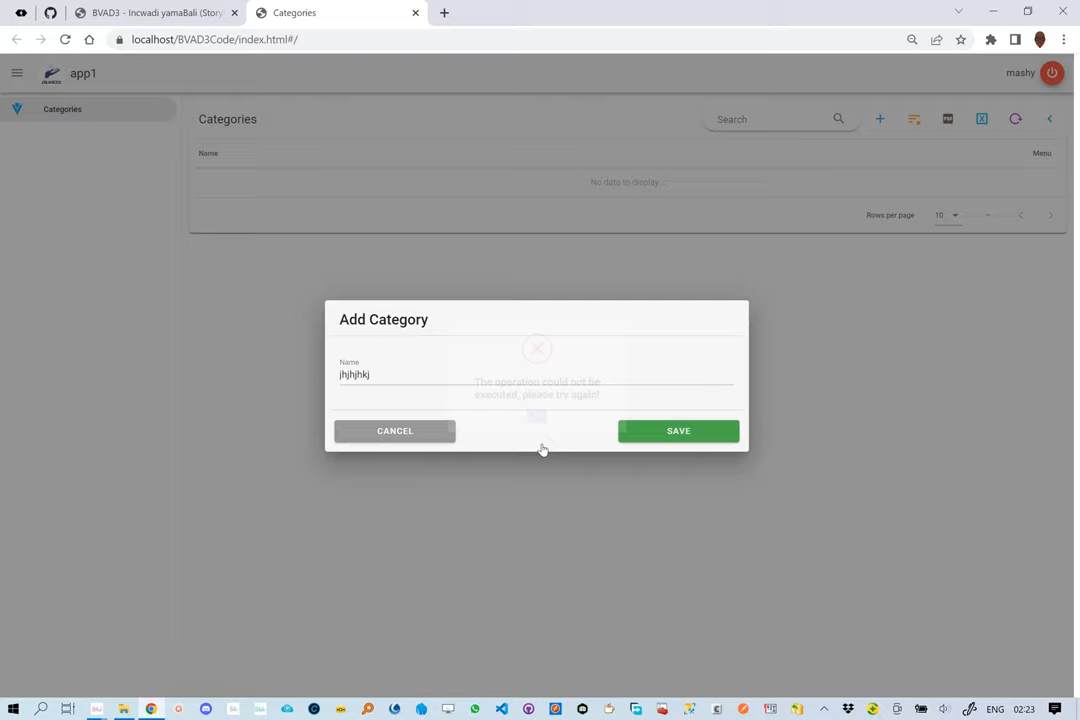 BVAD3 - Incwadi yamaBali (Story
Categories
localhost/BVAD3Code/index.html#/
app1
mashy
Categories
Categories
Search
Name
Menu
No data to display...
Rows per page
10
–
Add Category
Name
jhjhjhkj
The operation could not be
executed, please try again!
CANCEL
SAVE
ENG
02:23